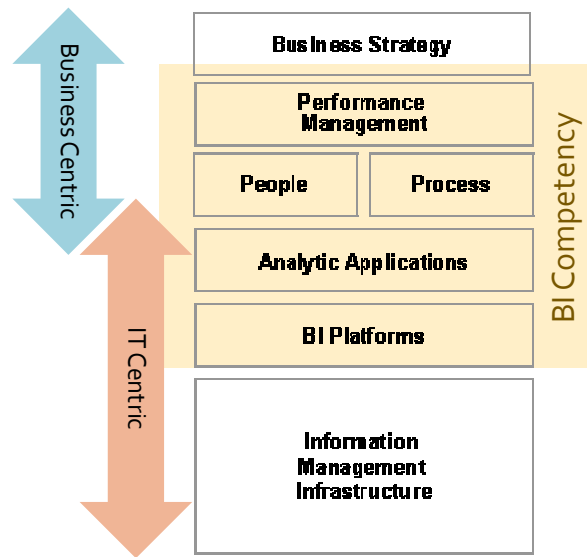 Business Strategy
Performance
Management
People
Process
Analytic Applications
BI Platforms
Information
Management
Infrastructure
Business Centric
IT Centric
BI Competency